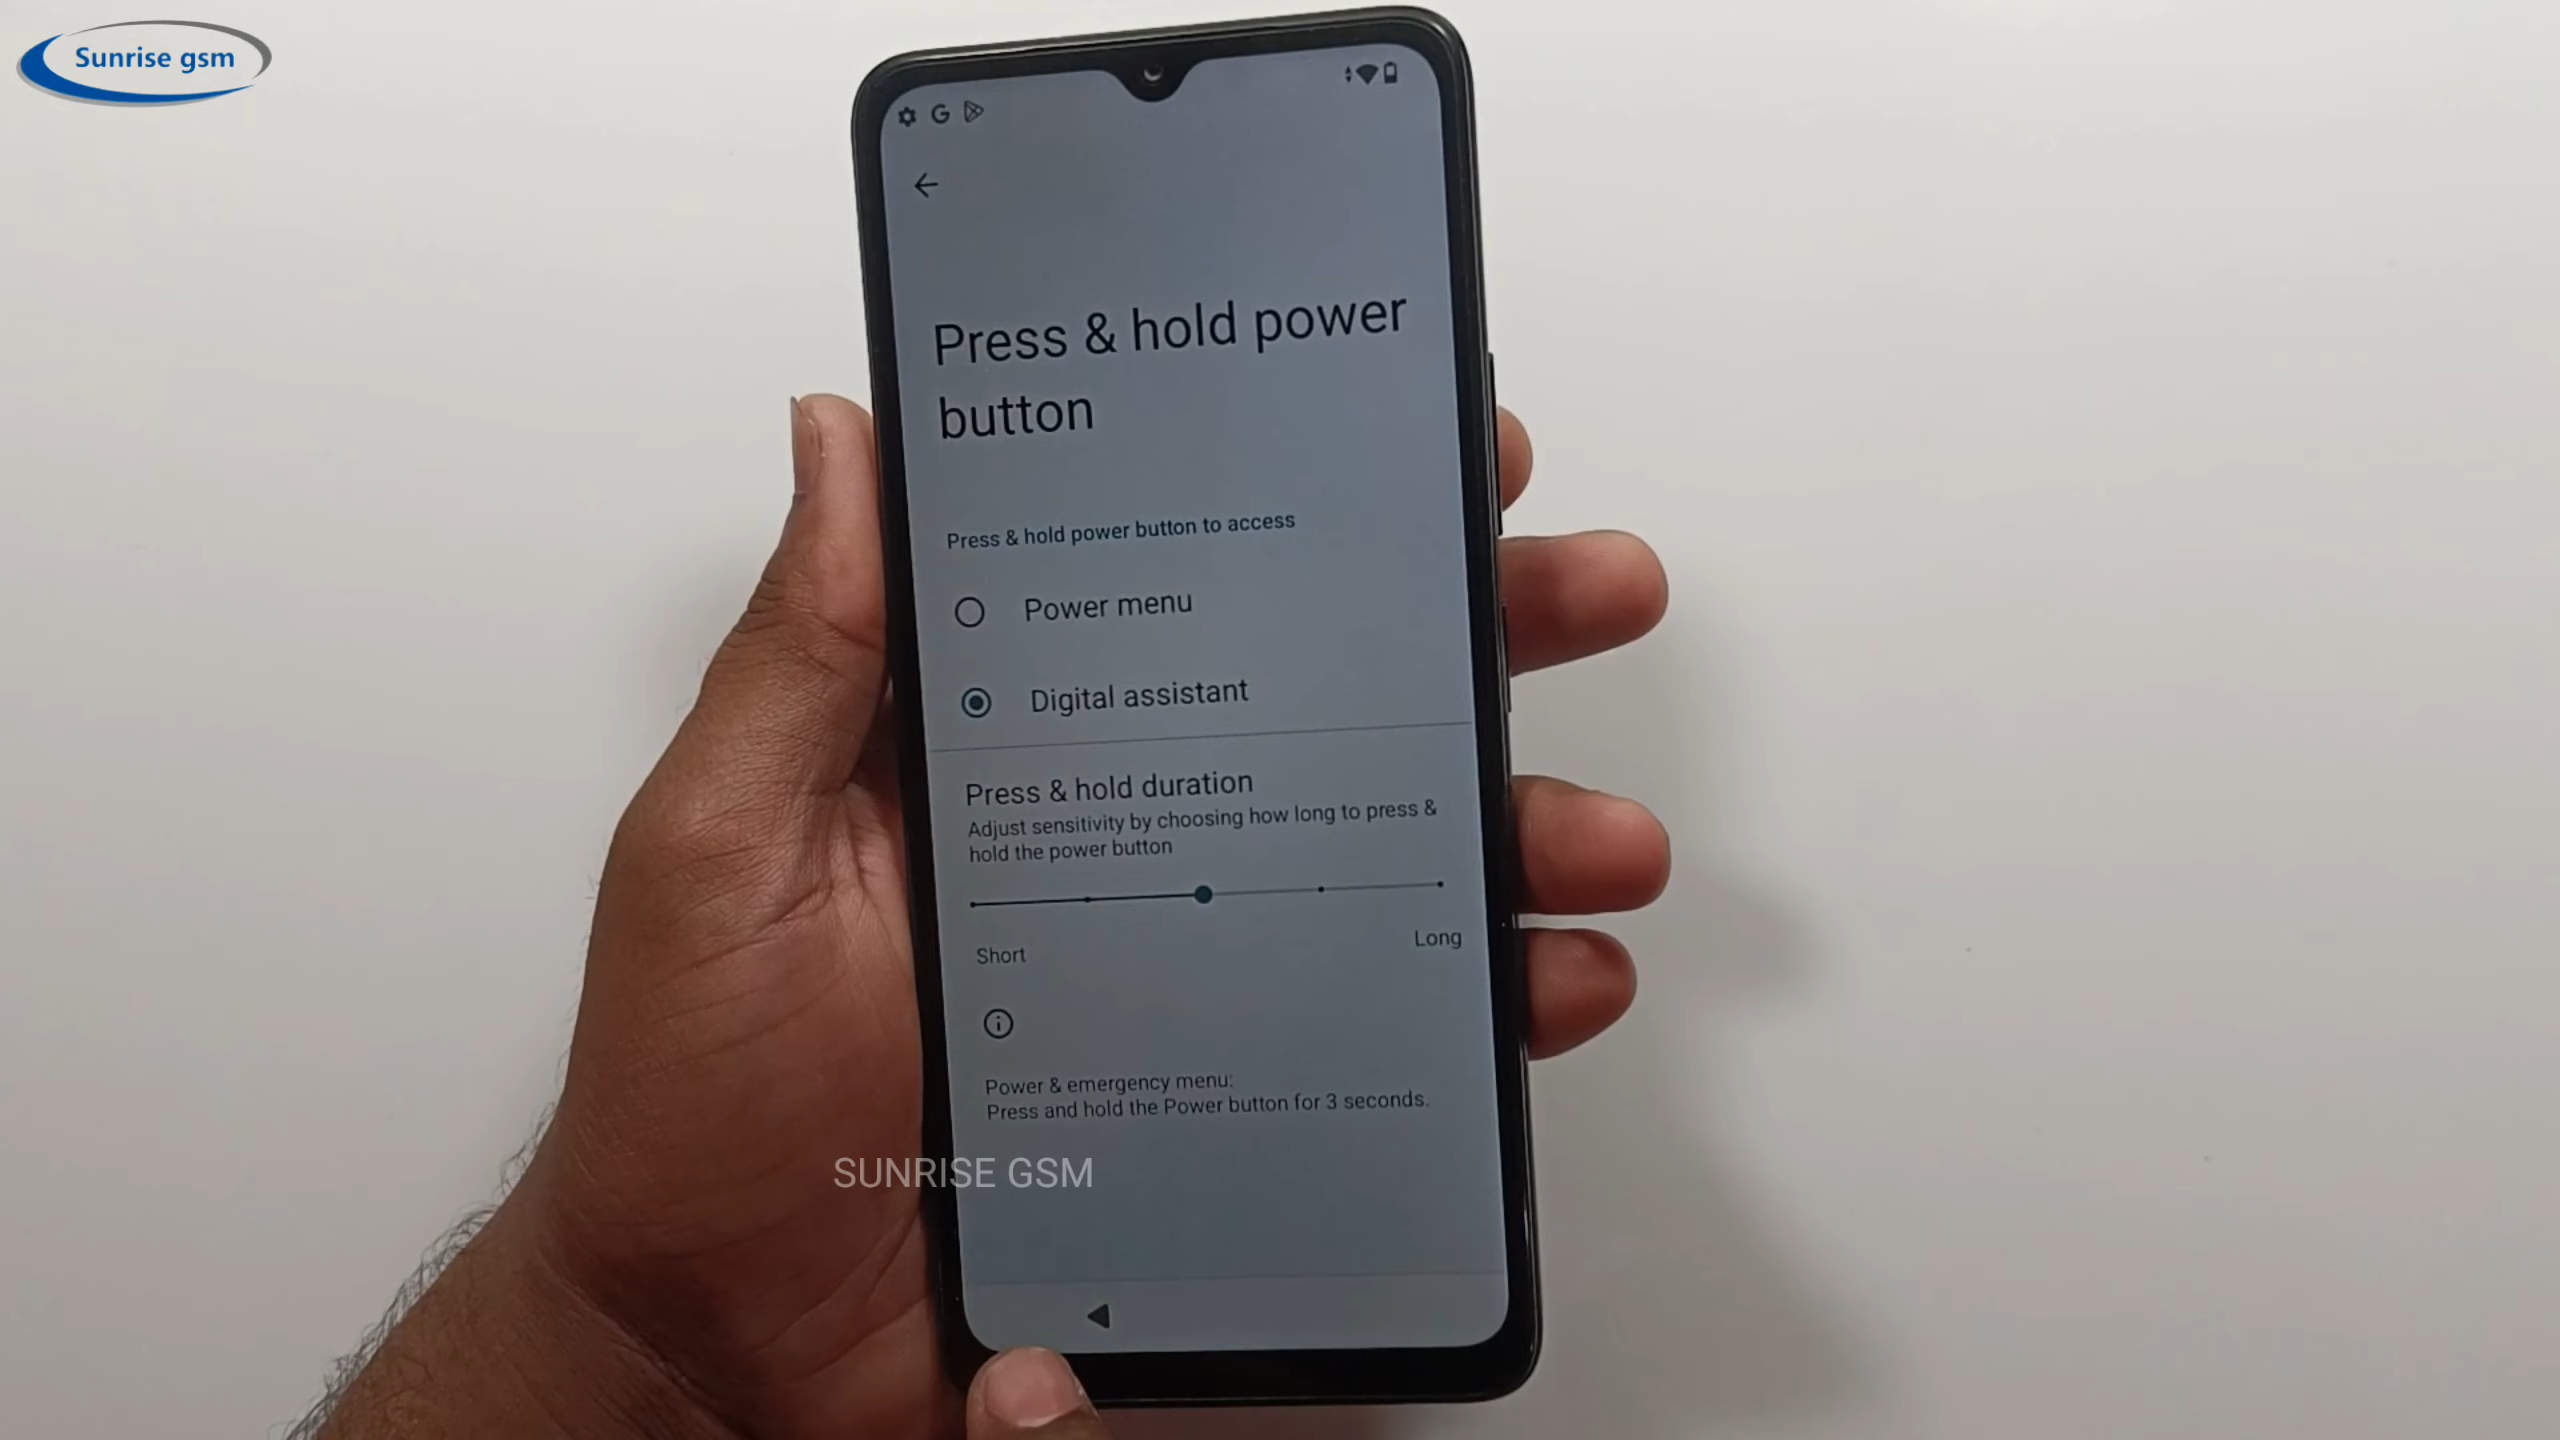 Sunrise gsm
Press & hold power
button
Press & hold power button to access
Power menu
Digital assistant
Press & hold duration
Adjust sensitivity by choosing how long to press &
hold the power button
Short
Long
Power & emergency menu:
Press and hold the Power button for 3 seconds.
SUNRISE GSM